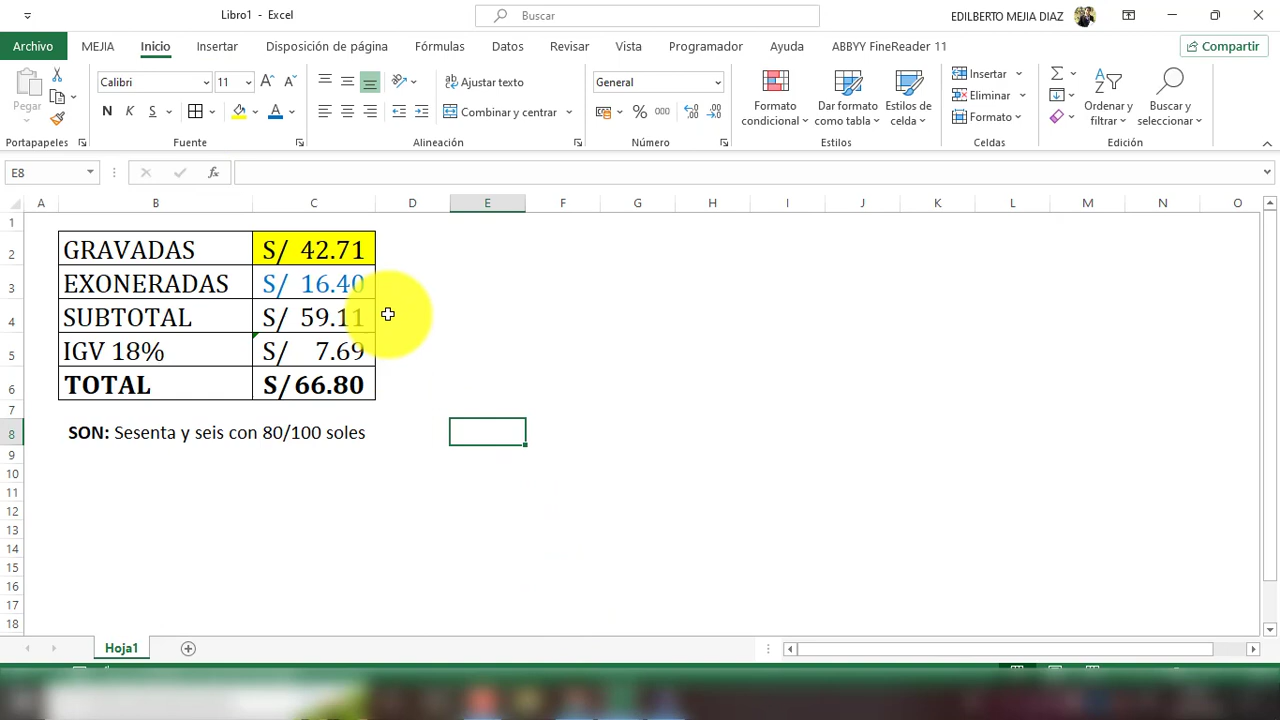 Libro1 - Excel
Buscar
EDILBERTO MEJIA DIAZ
Archivo MEJIA Inicio Insertar Disposición de página Fórmulas Datos Revisar Vista Programador Ayuda ABBYY FineReader 11 Compartir
Pegar
Calibri 11
N K S
Ajustar texto
Combinar y centrar
General
% 000
Formato condicional
Dar formato como tabla
Estilos de celda
Insertar
Eliminar
Formato
Ordenar y filtrar
Buscar y seleccionar
Portapapeles Fuente Alineación Número Estilos Celdas Edición
E8 fx
A B C D E F G H I J K L M N O
1
2 GRAVADAS S/ 42.71
3 EXONERADAS S/ 16.40
4 SUBTOTAL S/ 59.11
5 IGV 18% S/ 7.69
6 TOTAL S/ 66.80
7
8 SON: Sesenta y seis con 80/100 soles
9
10
11
12
13
14
15
16
17
18
Hoja1